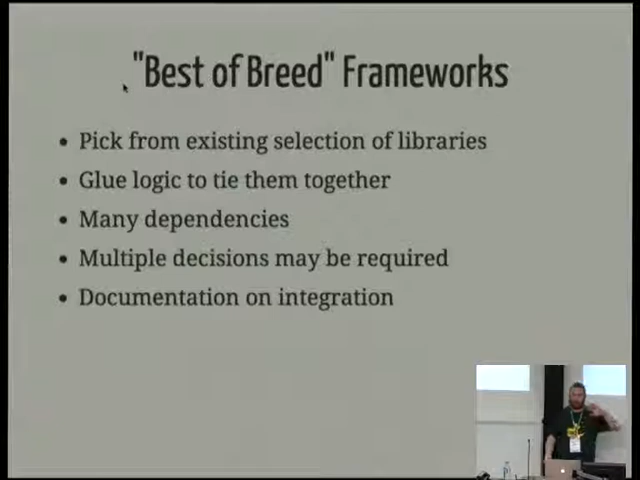 "Best of Breed" Frameworks
• Pick from existing selection of libraries
• Glue logic to tie them together
• Many dependencies
• Multiple decisions may be required
• Documentation on integration